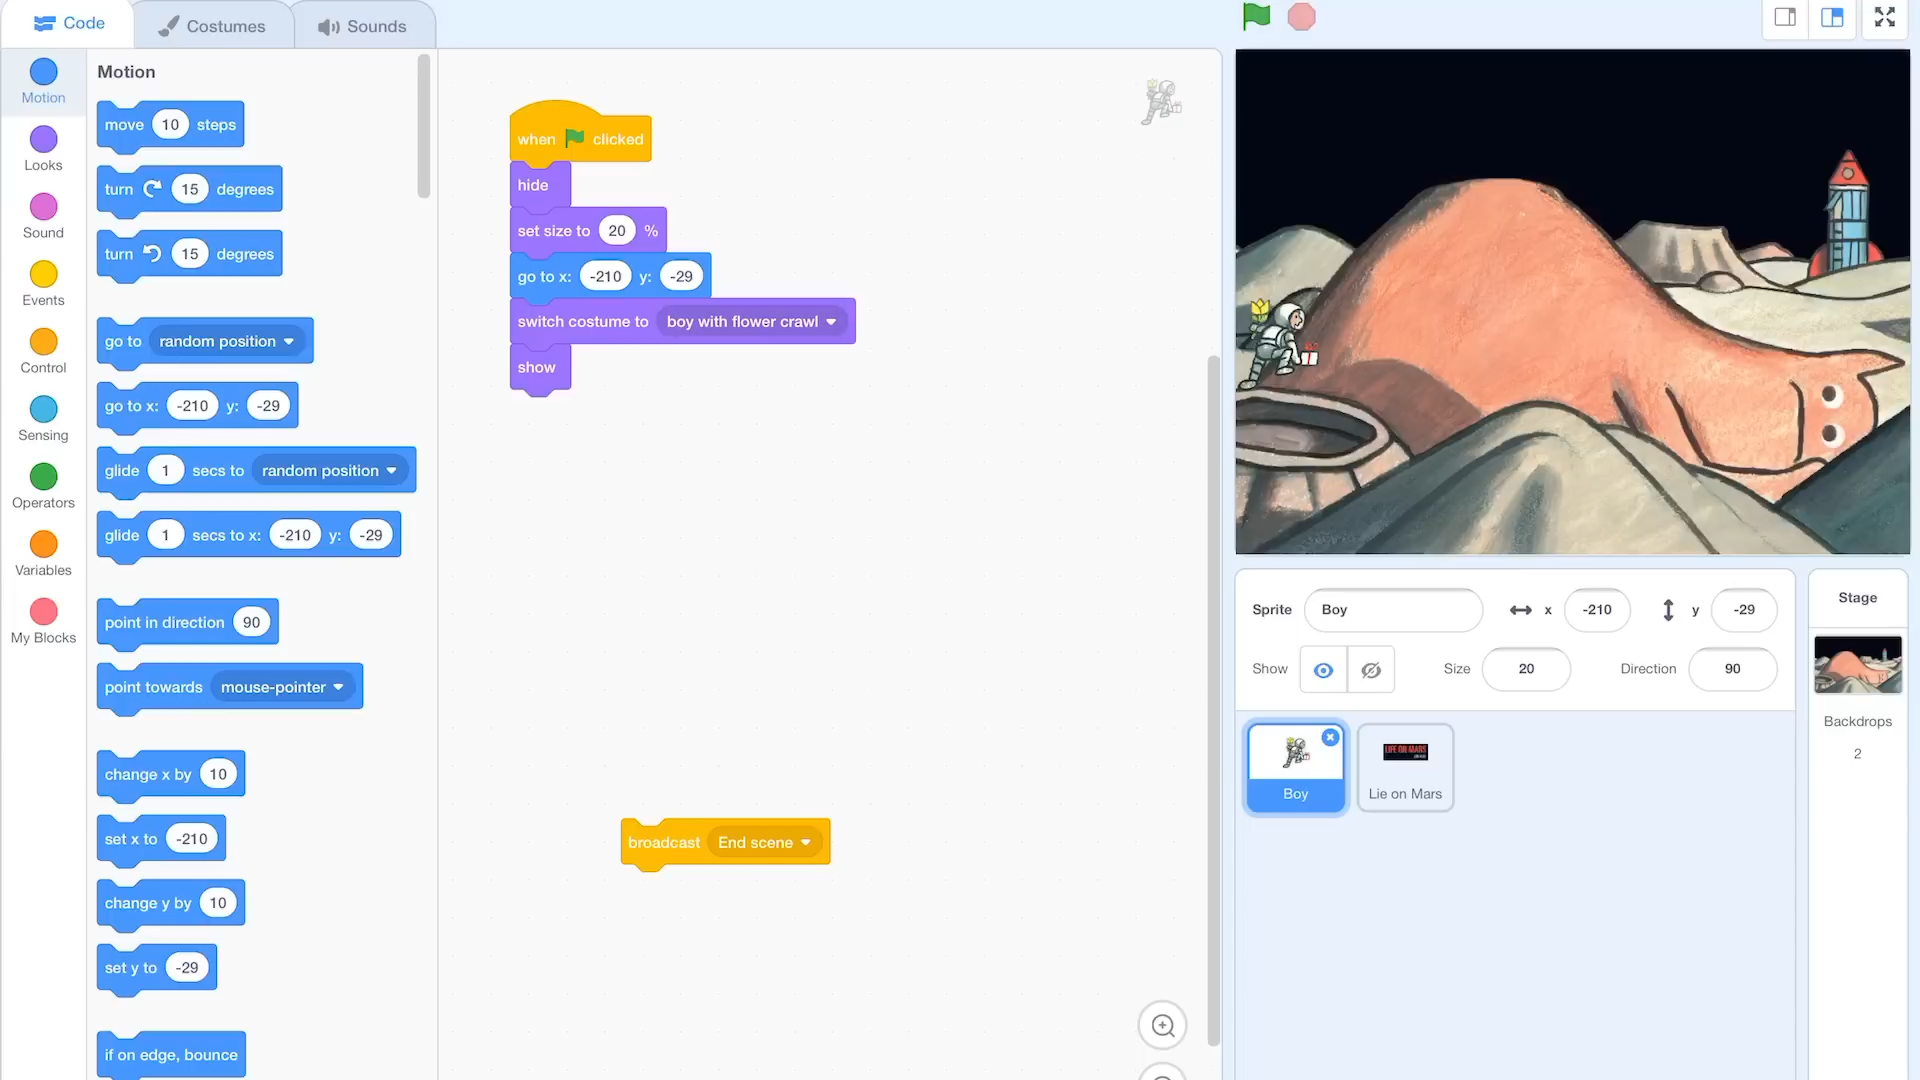 Code
Costumes
Sounds
Motion
Looks
Sound
Events
Control
Sensing
Operators
Variables
My Blocks
Motion
move 10 steps
turn 15 degrees
turn 15 degrees
go to random position
go to x: -210 y: -29
glide 1 secs to random position
glide 1 secs to x: -210 y: -29
point in direction 90
point towards mouse-pointer
change x by 10
set x to -210
change y by 10
set y to -29
if on edge, bounce
when clicked
hide
set size to 20 %
go to x: -210 y: -29
switch costume to boy with flower crawl
show
broadcast End scene
Sprite Boy x -210 y -29
Show Size 20 Direction 90
Boy
LIFE ON MARS
Lie on Mars
Stage
Backdrops
2